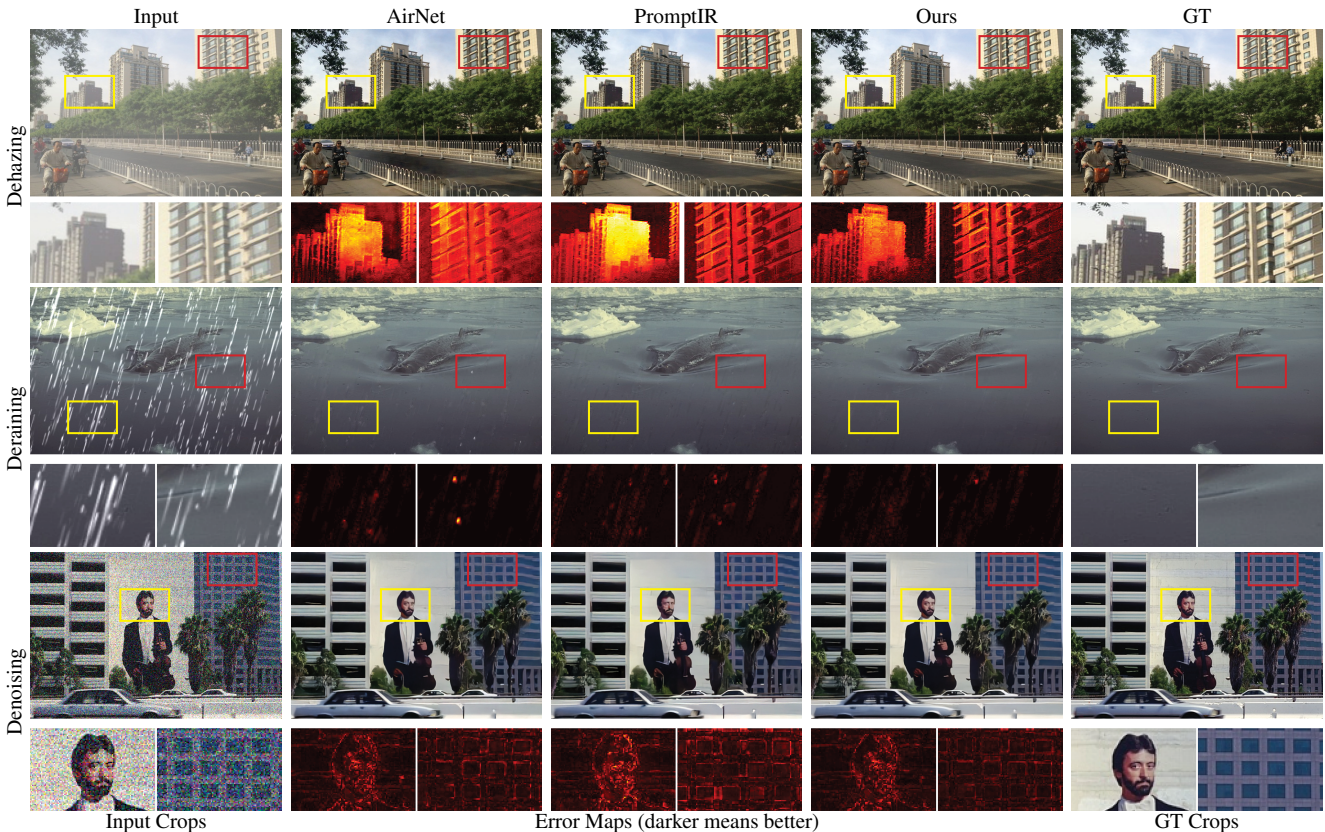 Input AirNet PromptIR Ours GT
Dehazing
Deraining
Denoising
Input Crops Error Maps (darker means better) GT Crops